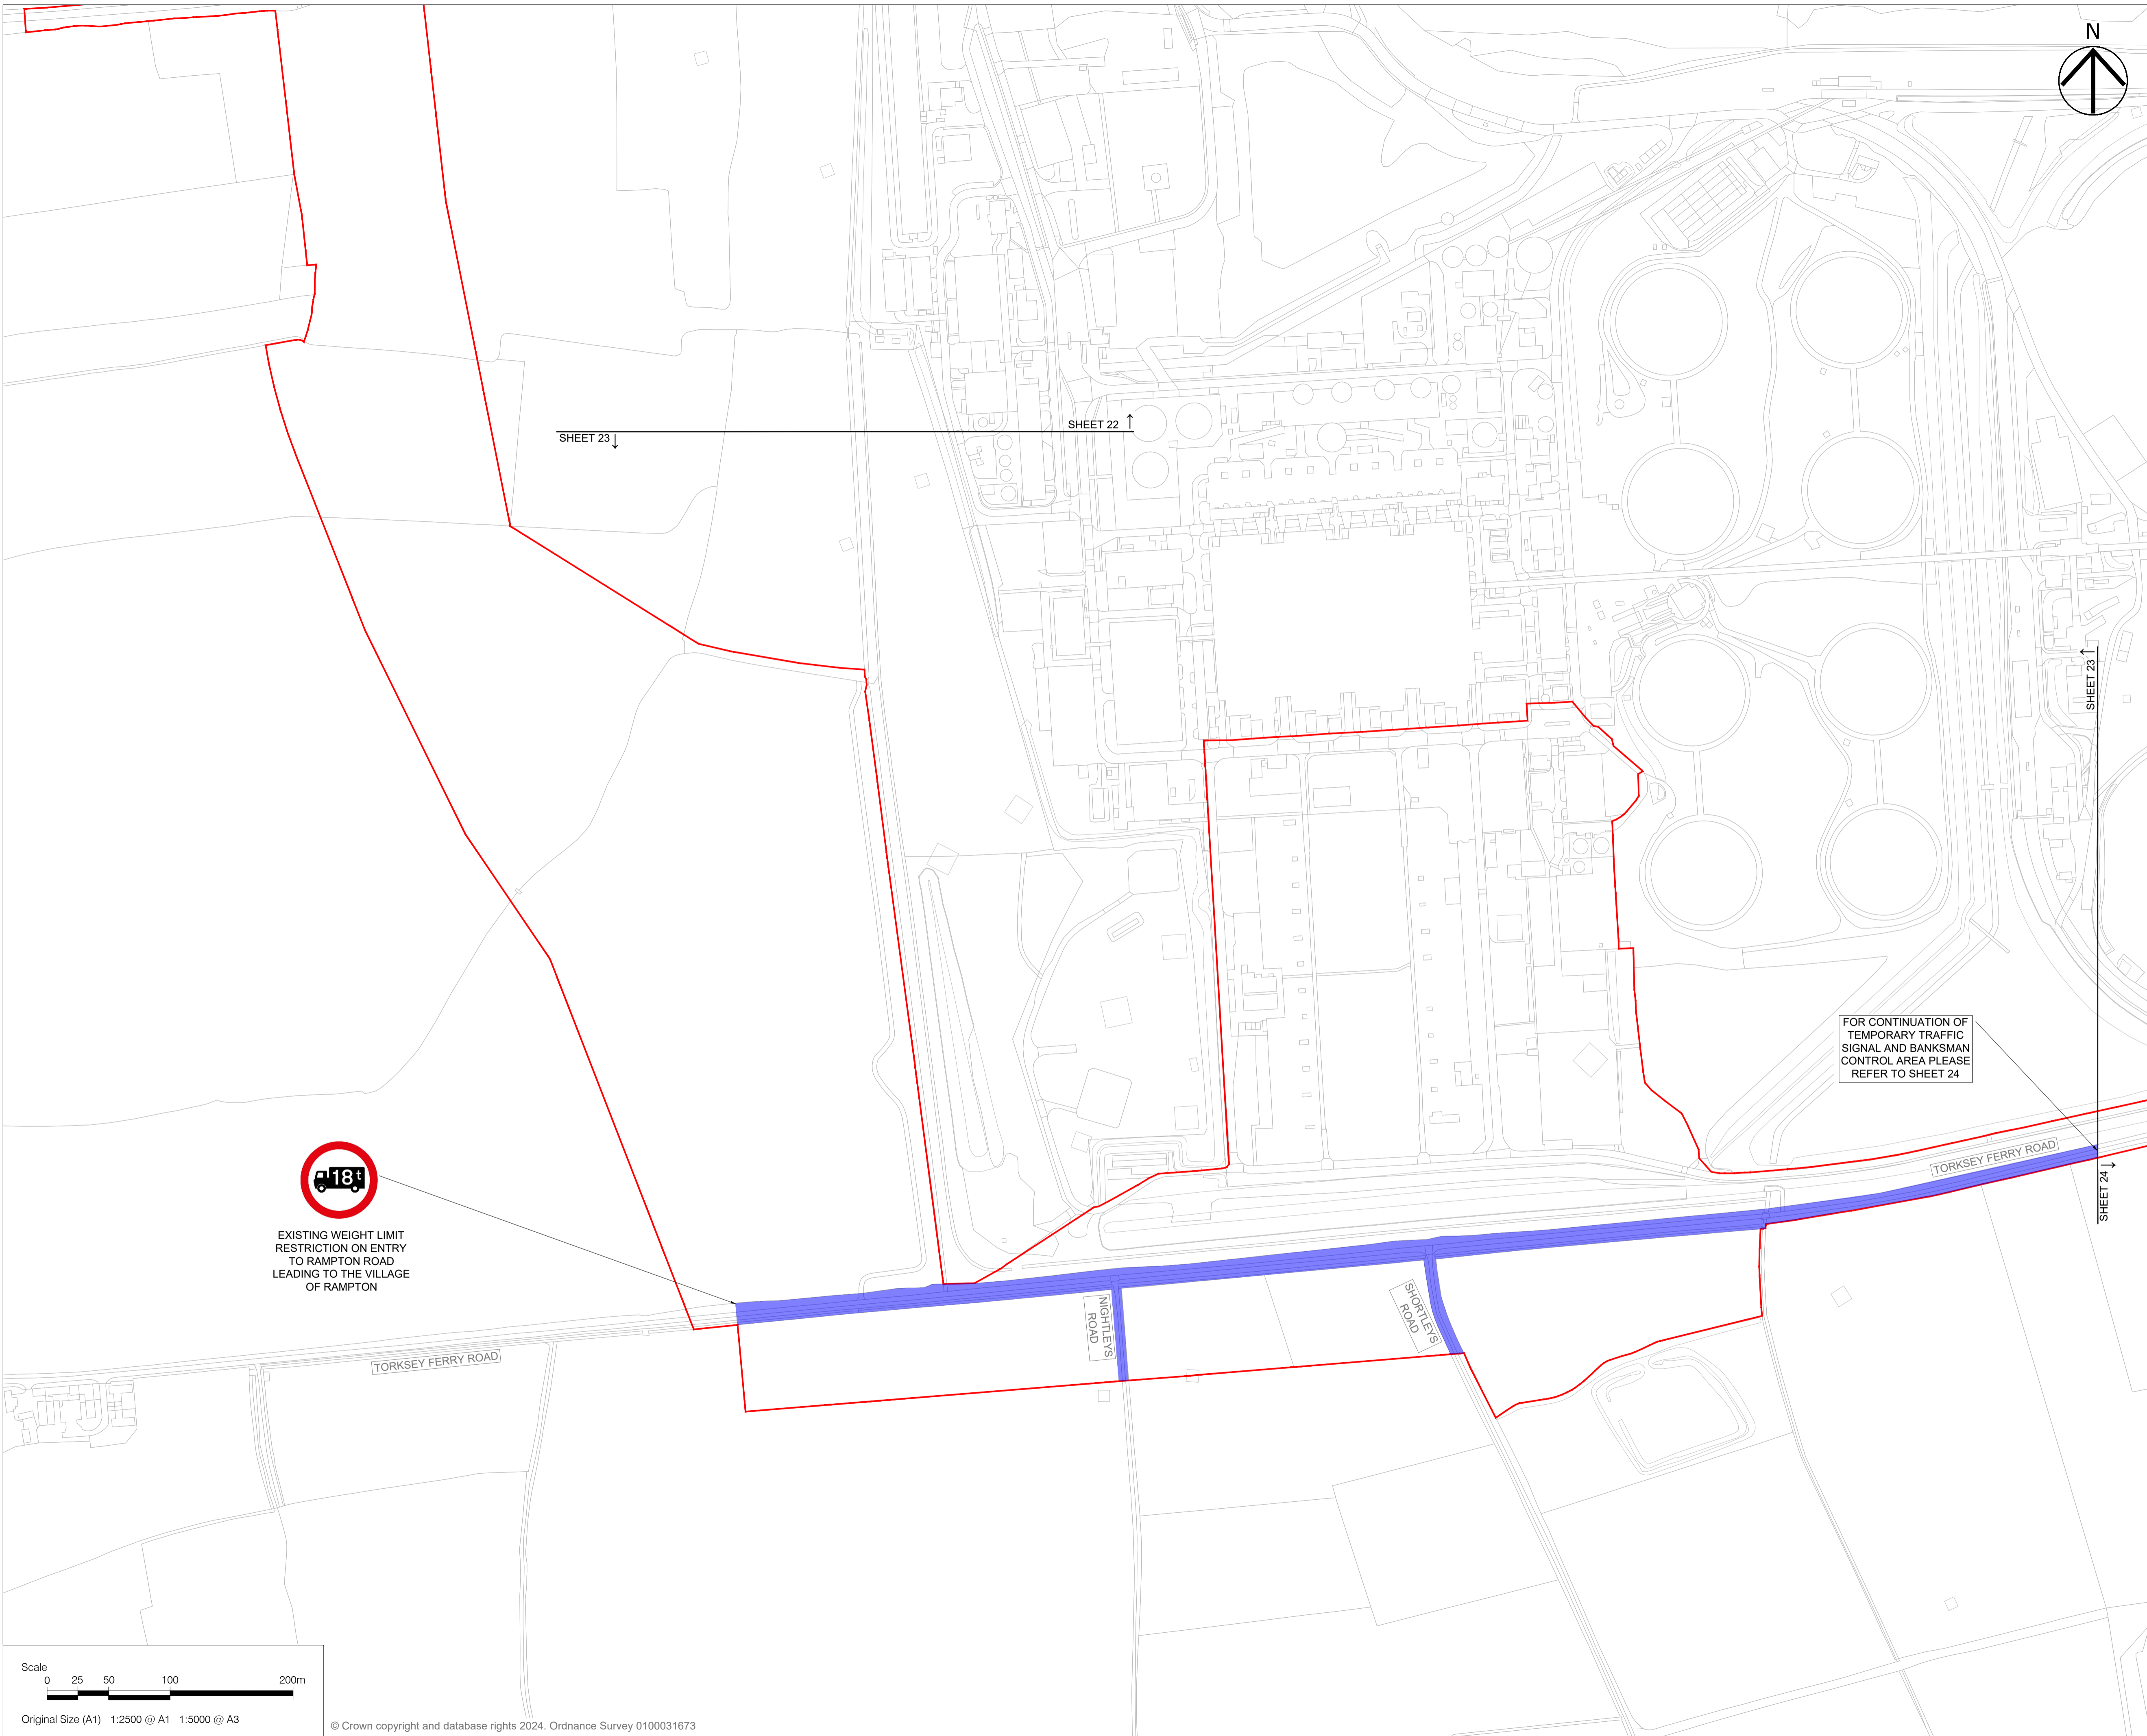 N
SHEET 22
SHEET 23
SHEET 23
FOR CONTINUATION OF
TEMPORARY TRAFFIC
SIGNAL AND BANKSMAN
CONTROL AREA PLEASE
REFER TO SHEET 24
TORKSEY FERRY ROAD
SHEET 24
18t
EXISTING WEIGHT LIMIT
RESTRICTION ON ENTRY
TO RAMPTON ROAD
LEADING TO THE VILLAGE
OF RAMPTON
NIGHTLEYS
ROAD
SHORTLEYS
ROAD
TORKSEY FERRY ROAD
Scale
0 25 50 100 200m
Original Size (A1) 1:2500 @ A1 1:5000 @ A3
© Crown copyright and database rights 2024. Ordnance Survey 0100031673